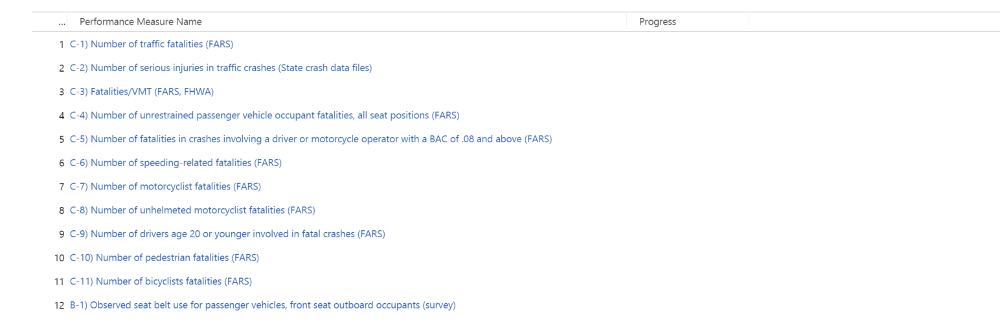 ... Performance Measure Name Progress
1 C-1) Number of traffic fatalities (FARS)
2 C-2) Number of serious injuries in traffic crashes (State crash data files)
3 C-3) Fatalities/VMT (FARS, FHWA)
4 C-4) Number of unrestrained passenger vehicle occupant fatalities, all seat positions (FARS)
5 C-5) Number of fatalities in crashes involving a driver or motorcycle operator with a BAC of .08 and above (FARS)
6 C-6) Number of speeding-related fatalities (FARS)
7 C-7) Number of motorcyclist fatalities (FARS)
8 C-8) Number of unhelmeted motorcyclist fatalities (FARS)
9 C-9) Number of drivers age 20 or younger involved in fatal crashes (FARS)
10 C-10) Number of pedestrian fatalities (FARS)
11 C-11) Number of bicyclists fatalities (FARS)
12 B-1) Observed seat belt use for passenger vehicles, front seat outboard occupants (survey)